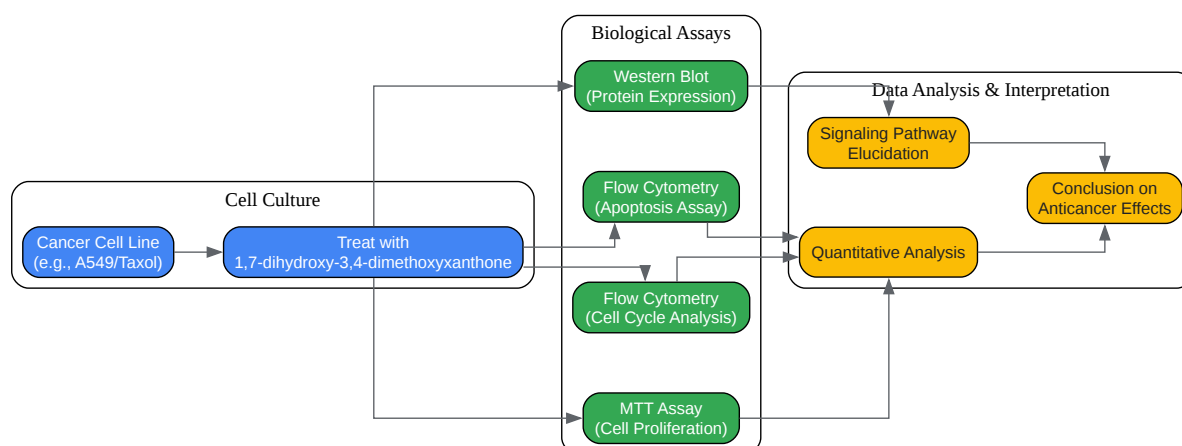 Cell Culture
Cancer Cell Line
(e.g., A549/Taxol)
Treat with
1,7-dihydroxy-3,4-dimethoxyxanthone
Biological Assays
Western Blot
(Protein Expression)
Flow Cytometry
(Apoptosis Assay)
Flow Cytometry
(Cell Cycle Analysis)
MTT Assay
(Cell Proliferation)
Data Analysis & Interpretation
Signaling Pathway
Elucidation
Quantitative Analysis
Conclusion on
Anticancer Effects